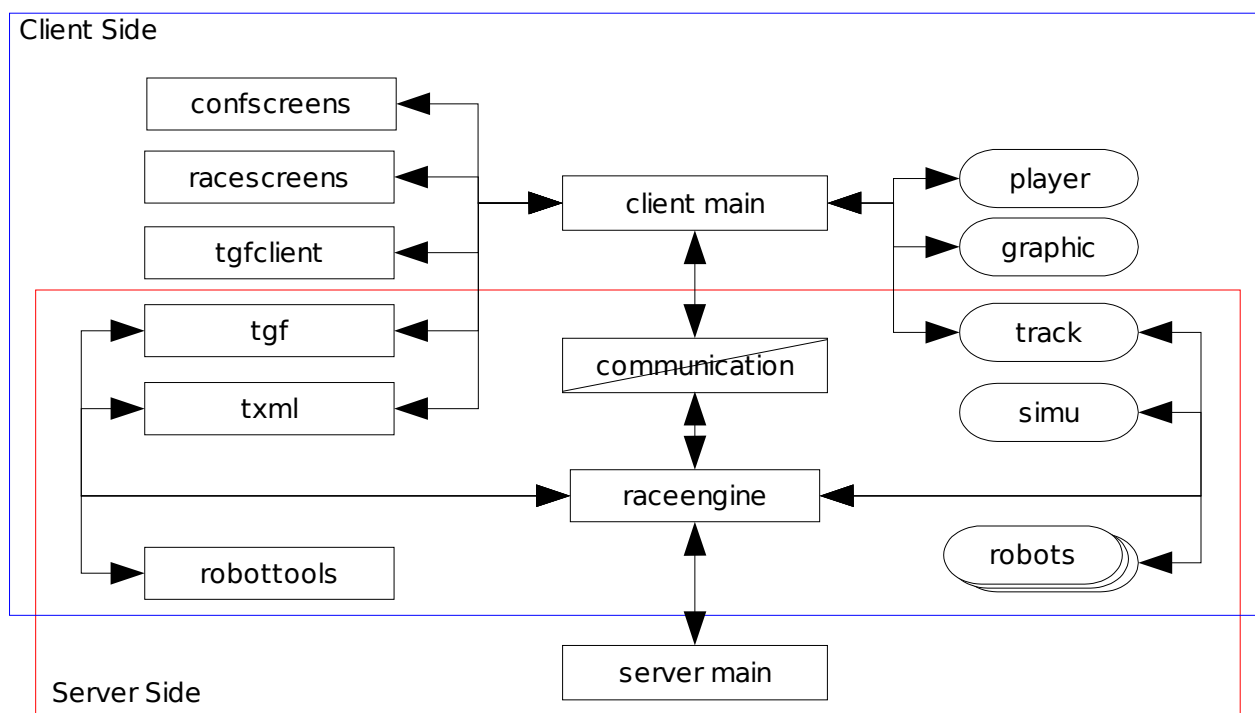 Client Side
confscreens
racescreens
tgfclient
tgf
txml
robottools
client main
communication
raceengine
server main
player
graphic
track
simu
robots
Server Side